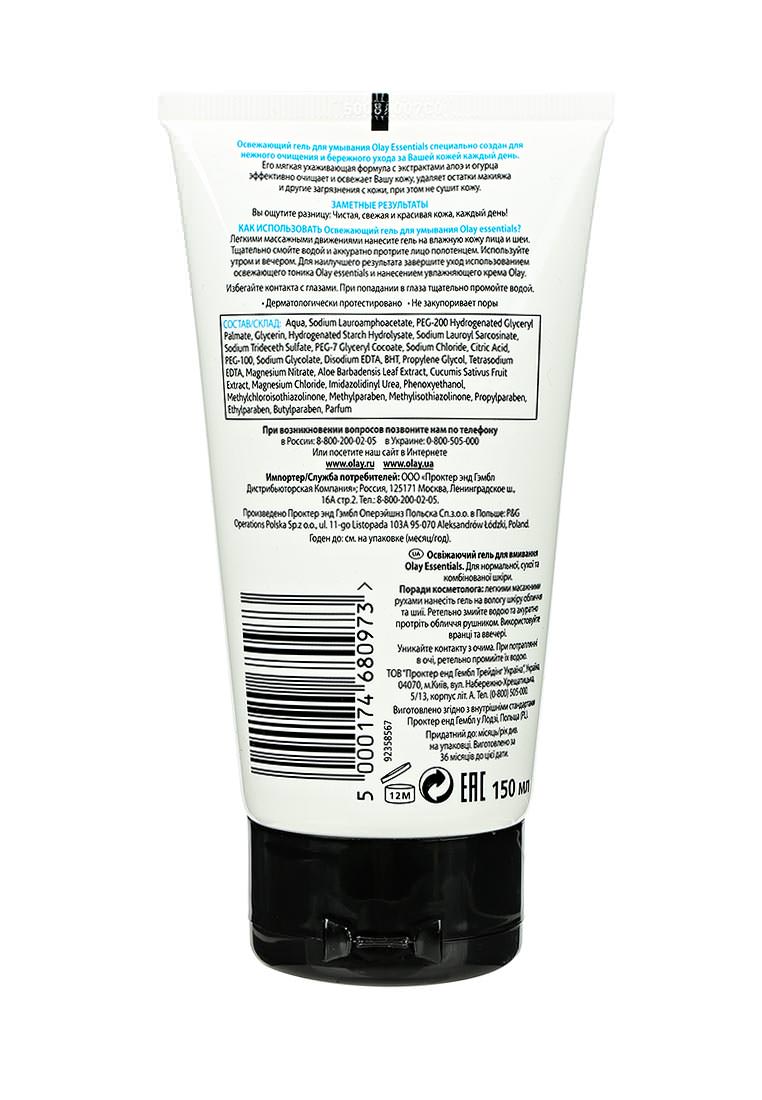 Освежающий гель для умывания Olay Essentials специально создан для
нежного очищения и бережного ухода за Вашей кожей каждый день.
Его мягкая ухаживающая формула с экстрактами алоэ и огурца
эффективно очищает и освежает Вашу кожу, удаляет остатки макияжа
и другие загрязнения с кожи, при этом не сушит кожу.
ЗАМЕТНЫЕ РЕЗУЛЬТАТЫ
Вы ощутите разницу: Чистая, свежая и красивая кожа, каждый день!
КАК ИСПОЛЬЗОВАТЬ Освежающий гель для умывания Olay essentials?
Легкими массажными движениями нанесите гель на влажную кожу лица и шеи.
Тщательно смойте водой и аккуратно протрите лицо полотенцем. Используйте
утром и вечером. Для наилучшего результата завершите уход использованием
освежающего тоника Olay essentials и нанесением увлажняющего крема Olay.
Избегайте контакта с глазами. При попадании в глаза тщательно промойте водой.
• Дерматологически протестировано • Не закупоривает поры
СОСТАВ/СКЛАД: Aqua, Sodium Lauroamphoacetate, PEG-200 Hydrogenated Glyceryl
Palmate, Glycerin, Hydrogenated Starch Hydrolysate, Sodium Lauroyl Sarcosinate,
Sodium Trideceth Sulfate, PEG-7 Glyceryl Cocoate, Sodium Chloride, Citric Acid,
PEG-100, Sodium Glycolate, Disodium EDTA, BHT, Propylene Glycol, Tetrasodium
EDTA, Magnesium Nitrate, Aloe Barbadensis Leaf Extract, Cucumis Sativus Fruit
Extract, Magnesium Chloride, Imidazolidinyl Urea, Phenoxyethanol,
Methylchloroisothiazolinone, Methylparaben, Methylisothiazolinone, Propylparaben,
Ethylparaben, Butylparaben, Parfum
При возникновении вопросов позвоните нам по телефону
в России: 8-800-200-02-05 в Украине: 0-800-505-000
Или посетите наш сайт в Интернете
www.olay.ru www.olay.ua
Импортер/Служба потребителей: ООО «Проктер энд Гэмбл
Дистрибьюторская Компания»; Россия, 125171 Москва, Ленинградское ш.,
16А стр.2. Тел.: 8-800-200-02-05.
Произведено Проктер энд Гэмбл Оперэйшнз Польска Сп.з.о.о. в Польше: P&G
Operations Polska Sp z o.o., ul. 11-go Listopada 103A 95-070 Aleksandrów Łódzki, Poland.
Годен до: см. на упаковке (месяц/год).
UA Освіжаючий гель для вмивання
Olay Essentials. Для нормальної, сухої та
комбінованої шкіри.
Поради косметолога: легкими масажними
рухами нанесіть гель на вологу шкіру обличчя
та шиї. Ретельно змийте водою та акуратно
протріть обличчя рушником. Використовуйте
вранці та ввечері.
Уникайте контакту з очима. При потраплянні
в очі, ретельно промийте їх водою.
ТОВ "Проктер енд Гембл Трейдінг Україна", Україна,
04070, м.Київ, вул. Набережно-Хрещатицька,
5/13, корпус літ. А. Тел. (0-800) 505-000.
Виготовлено згідно з внутрішніми стандартами
Проктер енд Гембл у Лодзі, Польща (PL).
Придатний до: місяць/рік див.
на упаковці. Виготовлено за
36 місяців до цієї дати.
5 000174 680973 >
92358567
12M
EAC 150 мл